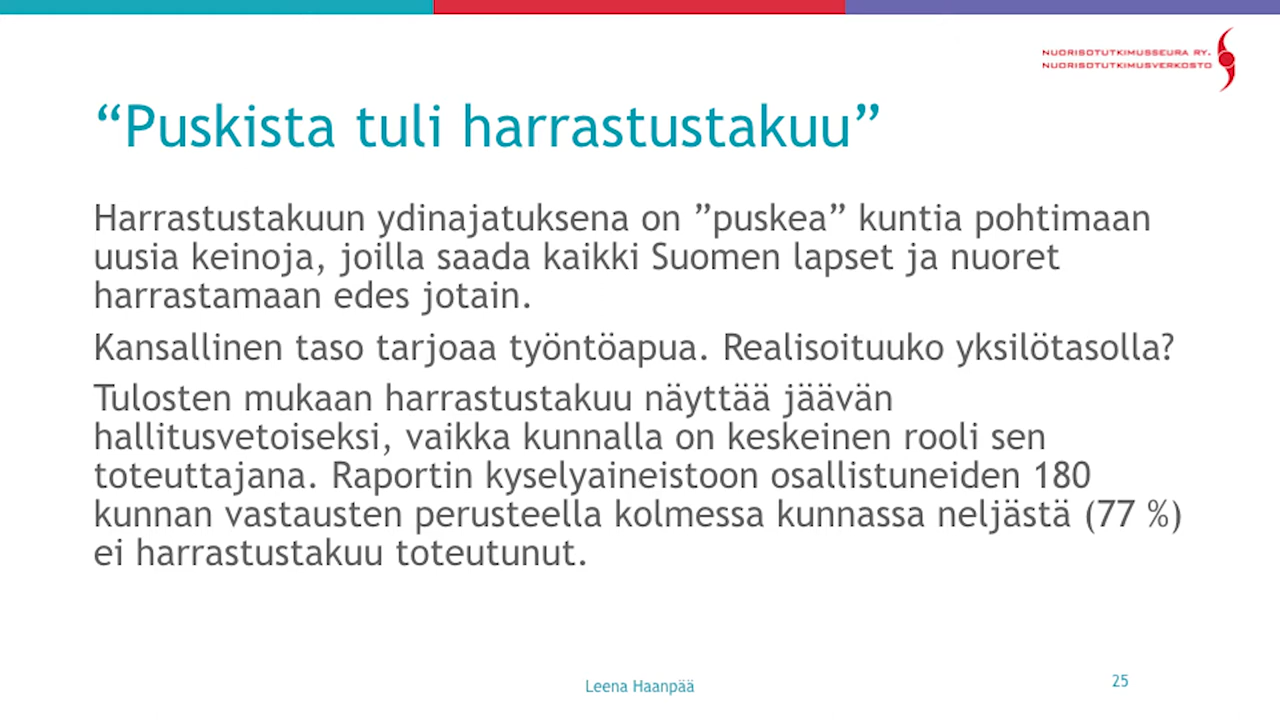 NUORISOTUTKIMUSSEURA RY.
NUORISOTUTKIMUSVERKOSTO
“Puskista tuli harrastustakuu”
Harrastustakuun ydinajatuksena on ”puskea” kuntia pohtimaan
uusia keinoja, joilla saada kaikki Suomen lapset ja nuoret
harrastamaan edes jotain.
Kansallinen taso tarjoaa työntöapua. Realisoituuko yksilötasolla?
Tulosten mukaan harrastustakuu näyttää jäävän
hallitusvetoiseksi, vaikka kunnalla on keskeinen rooli sen
toteuttajana. Raportin kyselyaineistoon osallistuneiden 180
kunnan vastausten perusteella kolmessa kunnassa neljästä (77 %)
ei harrastustakuu toteutunut.
Leena Haanpää
25